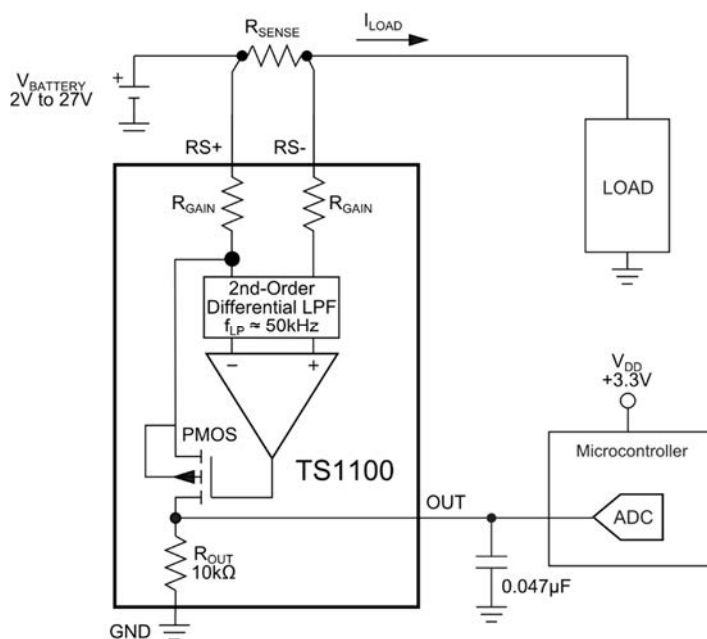 RSENSE
ILOAD
VBATTERY
2V to 27V
+
RS+
RS-
RGAIN
RGAIN
LOAD
2nd-Order
Differential LPF
fLP ≈ 50kHz
−
+
VDD
+3.3V
PMOS
TS1100
Microcontroller
OUT
ADC
ROUT
10kΩ
0.047µF
GND